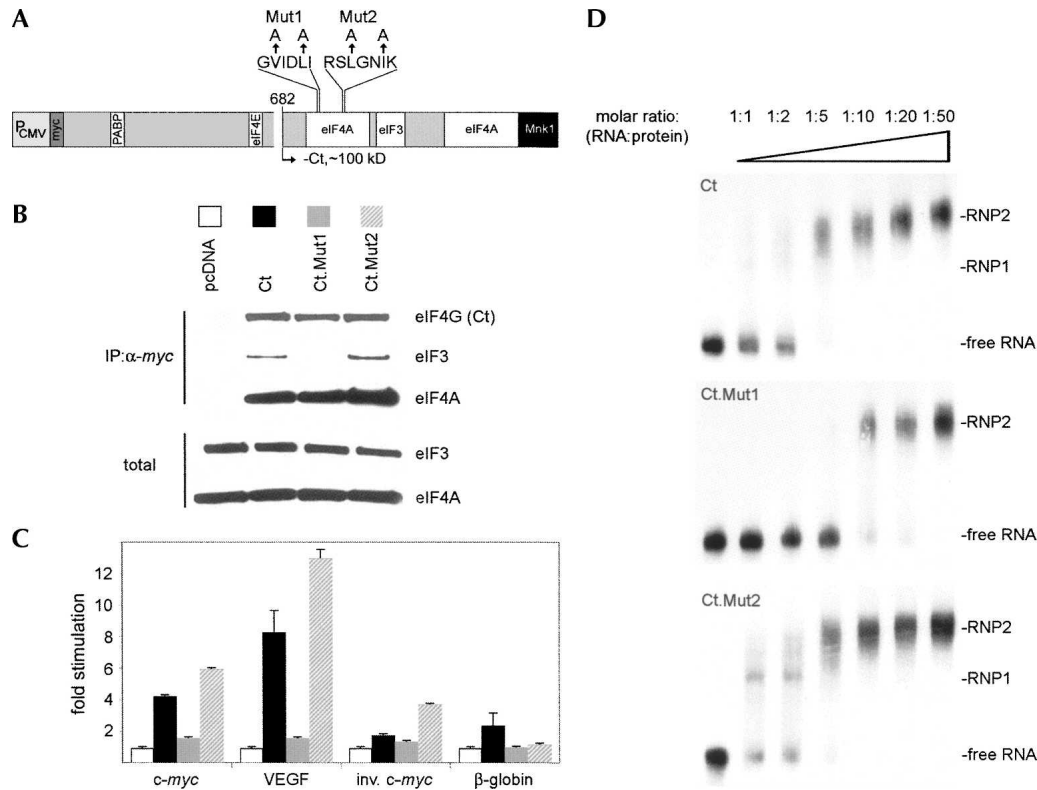 A
Mut1 Mut2
A A A A
GVIDLI RSLGNIK
682
PCMV myc PABP eIF4E eIF4A eIF3 eIF4A Mnk1
-Ct,~100 kD
B
pcDNA
Ct
Ct.Mut1
Ct.Mut2
IP:α-myc
eIF4G (Ct)
eIF3
eIF4A
total
eIF3
eIF4A
C
fold stimulation
12
10
8
6
4
2
c-myc VEGF inv. c-myc β-globin
D
molar ratio: 1:1 1:2 1:5 1:10 1:20 1:50
(RNA:protein)
Ct
-RNP2
-RNP1
-free RNA
Ct.Mut1
-RNP2
-free RNA
Ct.Mut2
-RNP2
-RNP1
-free RNA